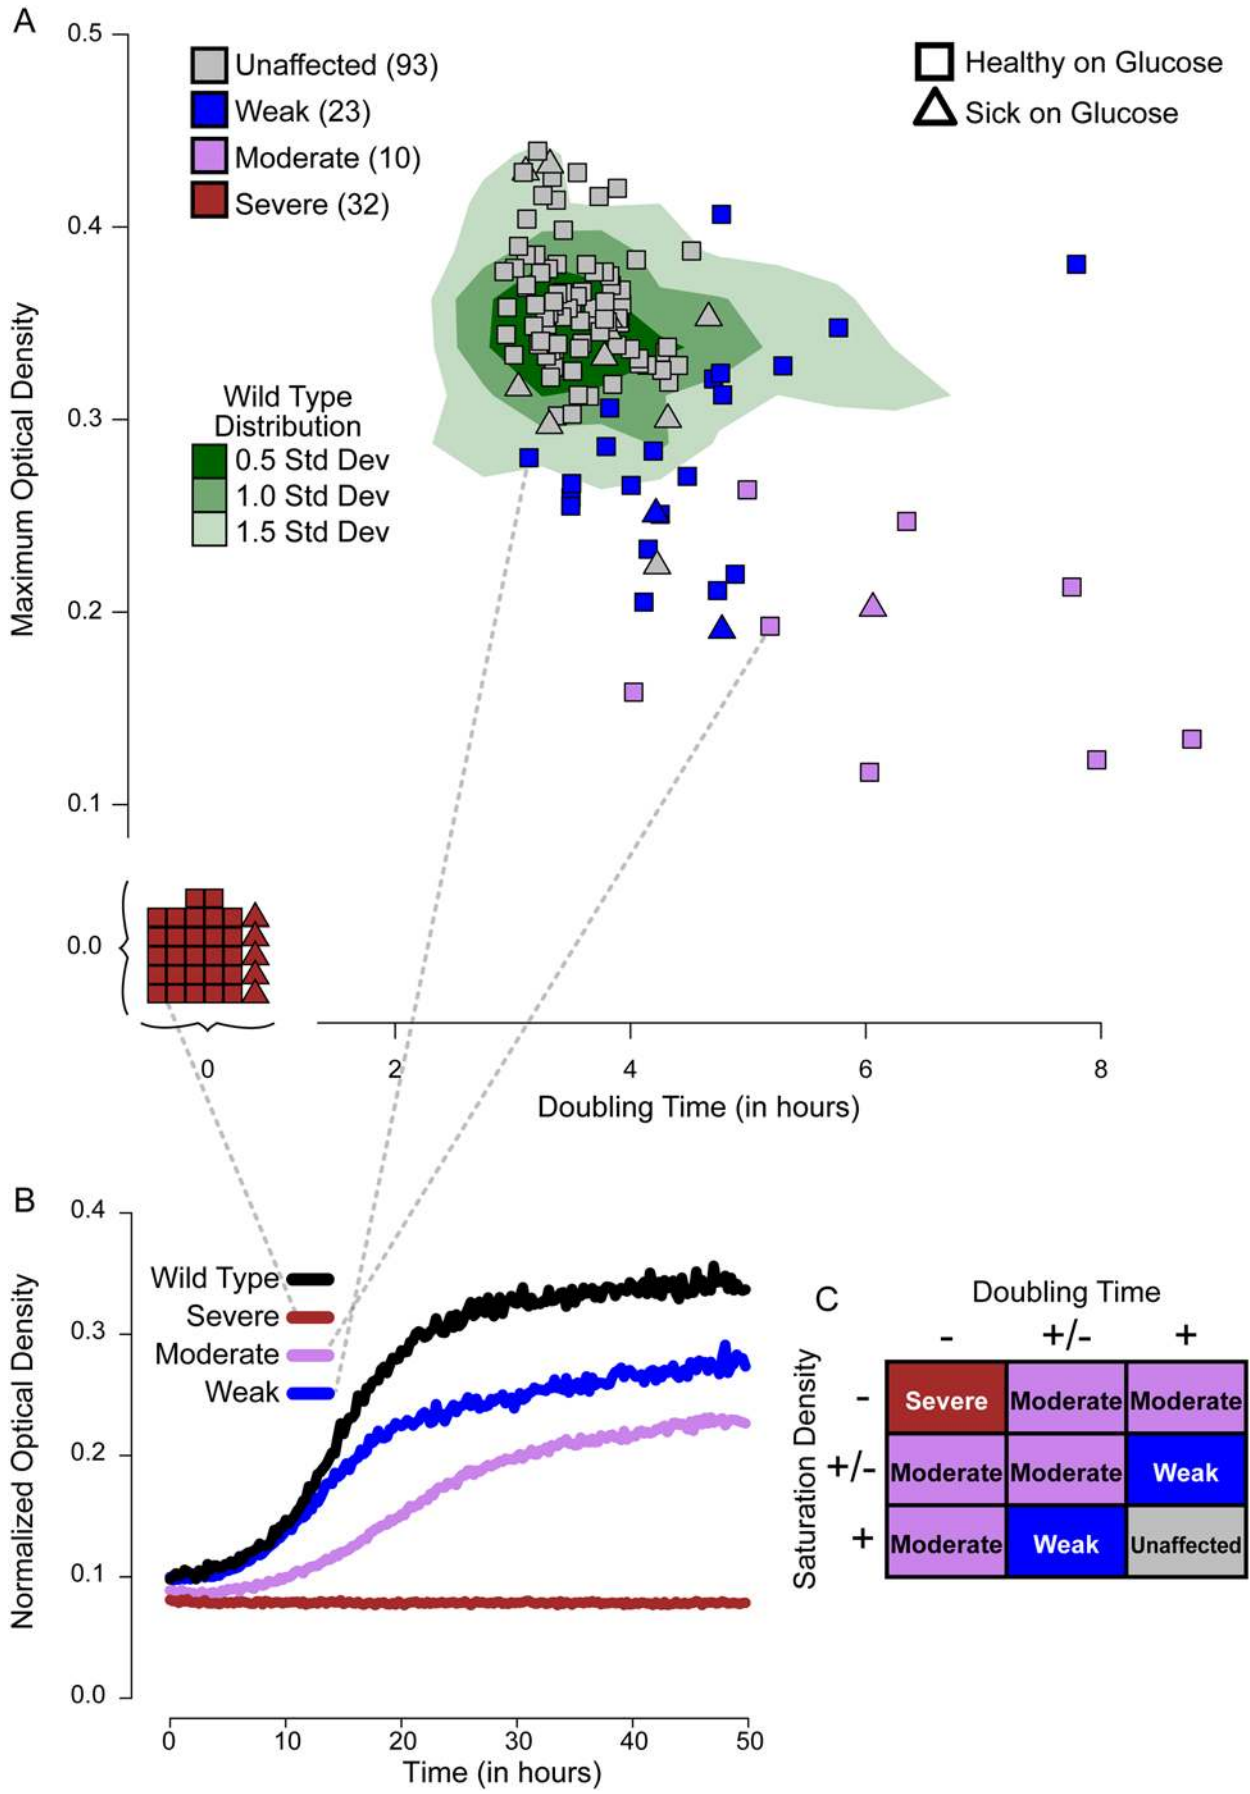 A
0.5
Unaffected (93)
Weak (23)
Moderate (10)
Severe (32)
Healthy on Glucose
Sick on Glucose
0.4
0.3
0.2
0.1
0.0
Maximum Optical Density
Wild Type
Distribution
0.5 Std Dev
1.0 Std Dev
1.5 Std Dev
0 2 4 6 8
Doubling Time (in hours)
B
0.4
0.3
0.2
0.1
0.0
Normalized Optical Density
Wild Type
Severe
Moderate
Weak
0 10 20 30 40 50
Time (in hours)
C
Doubling Time
- +/- +
Saturation Density
- Severe Moderate Moderate
+/- Moderate Moderate Weak
+ Moderate Weak Unaffected